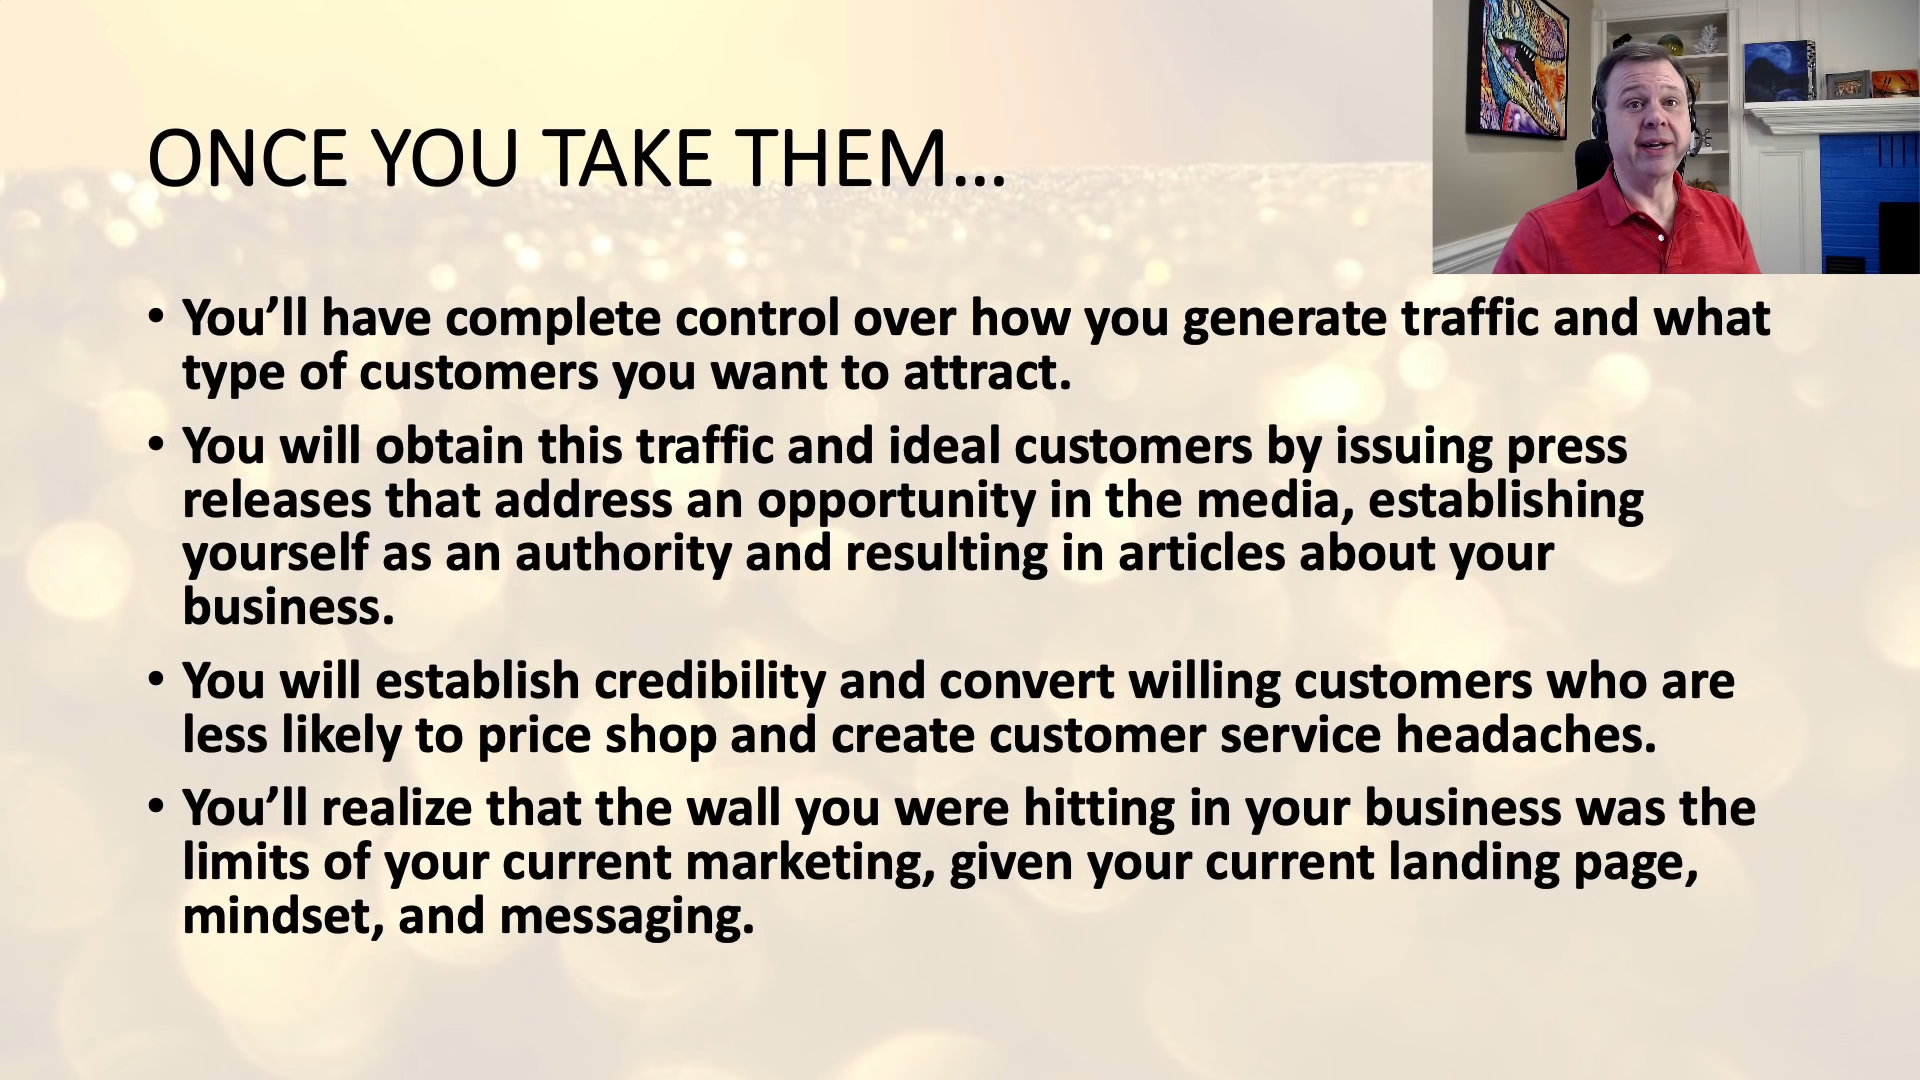 ONCE YOU TAKE THEM...
• You’ll have complete control over how you generate traffic and what
type of customers you want to attract.
• You will obtain this traffic and ideal customers by issuing press
releases that address an opportunity in the media, establishing
yourself as an authority and resulting in articles about your
business.
• You will establish credibility and convert willing customers who are
less likely to price shop and create customer service headaches.
• You’ll realize that the wall you were hitting in your business was the
limits of your current marketing, given your current landing page,
mindset, and messaging.